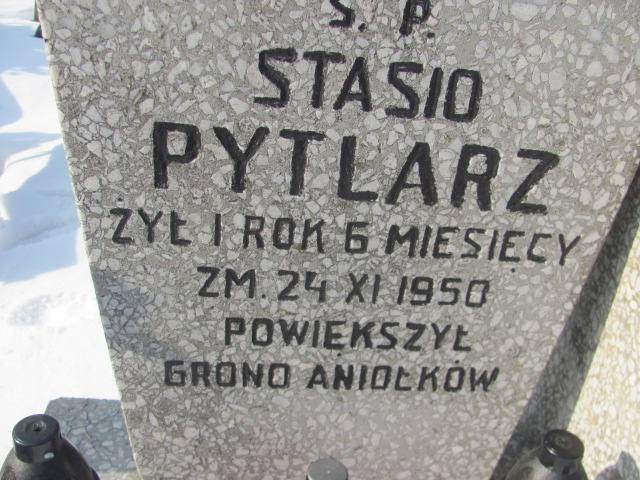 Ś. P.
STASIO
PYTLARZ
ŻYŁ 1 ROK 6 MIESIĘCY
ZM. 24 XI 1950
POWIĘKSZYŁ
GRONO ANIOŁKÓW